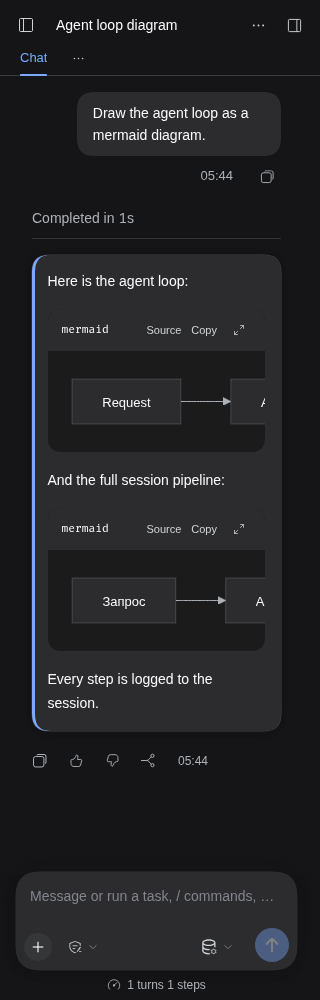 Agent loop diagram
Chat
Draw the agent loop as a
mermaid diagram.
05:44
Completed in 1s
Here is the agent loop:
mermaid Source Copy
Request
And the full session pipeline:
mermaid Source Copy
Запрос
Every step is logged to the
session.
05:44
Message or run a task, / commands, …
1 turns 1 steps